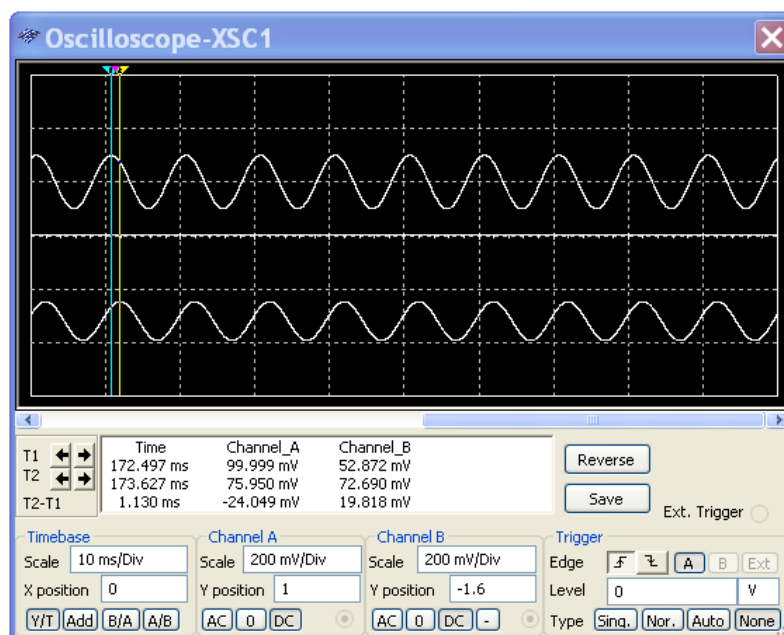 Oscilloscope-XSC1
Time Channel_A Channel_B
T1 172.497 ms 99.999 mV 52.872 mV
T2 173.627 ms 75.950 mV 72.690 mV
T2-T1 1.130 ms -24.049 mV 19.818 mV
Reverse
Save
Ext. Trigger
Timebase
Scale 10 ms/Div
X position 0
Y/T Add B/A A/B
Channel A
Scale 200 mV/Div
Y position 1
AC 0 DC
Channel B
Scale 200 mV/Div
Y position -1.6
AC 0 DC -
Trigger
Edge A B Ext
Level 0 V
Type Sing. Nor. Auto None